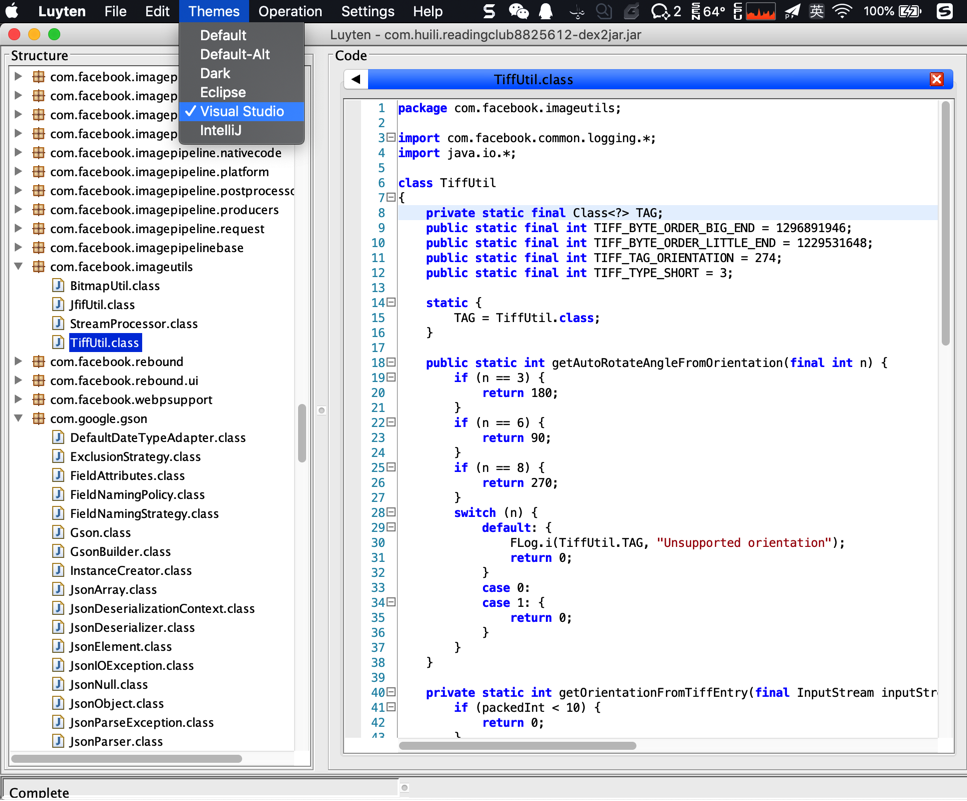 Luyten File Edit Themes Operation Settings Help 2 64° 英 100%
Default
Default-Alt
Dark
Eclipse
✓ Visual Studio
IntelliJ
Luyten - com.huili.readingclub8825612-dex2jar.jar
Structure
com.facebook.imagep
com.facebook.imagep
com.facebook.imagep
com.facebook.imagep
com.facebook.imagepipeline.nativecode
com.facebook.imagepipeline.platform
com.facebook.imagepipeline.postprocesso
com.facebook.imagepipeline.producers
com.facebook.imagepipeline.request
com.facebook.imagepipelinebase
com.facebook.imageutils
BitmapUtil.class
JfifUtil.class
StreamProcessor.class
TiffUtil.class
com.facebook.rebound
com.facebook.rebound.ui
com.facebook.webpsupport
com.google.gson
DefaultDateTypeAdapter.class
ExclusionStrategy.class
FieldAttributes.class
FieldNamingPolicy.class
FieldNamingStrategy.class
Gson.class
GsonBuilder.class
InstanceCreator.class
JsonArray.class
JsonDeserializationContext.class
JsonDeserializer.class
JsonElement.class
JsonIOException.class
JsonNull.class
JsonObject.class
JsonParseException.class
JsonParser.class
Code
TiffUtil.class
1 package com.facebook.imageutils;
2
3 import com.facebook.common.logging.*;
4 import java.io.*;
5
6 class TiffUtil
7 {
8 private static final Class<?> TAG;
9 public static final int TIFF_BYTE_ORDER_BIG_END = 1296891946;
10 public static final int TIFF_BYTE_ORDER_LITTLE_END = 1229531648;
11 public static final int TIFF_TAG_ORIENTATION = 274;
12 public static final int TIFF_TYPE_SHORT = 3;
13
14 static {
15 TAG = TiffUtil.class;
16 }
17
18 public static int getAutoRotateAngleFromOrientation(final int n) {
19 if (n == 3) {
20 return 180;
21 }
22 if (n == 6) {
23 return 90;
24 }
25 if (n == 8) {
26 return 270;
27 }
28 switch (n) {
29 default: {
30 FLog.i(TiffUtil.TAG, "Unsupported orientation");
31 return 0;
32 }
33 case 0:
34 case 1: {
35 return 0;
36 }
37 }
38 }
39
40 private static int getOrientationFromTiffEntry(final InputStream inputStr
41 if (packedInt < 10) {
42 return 0;
43 }
Complete